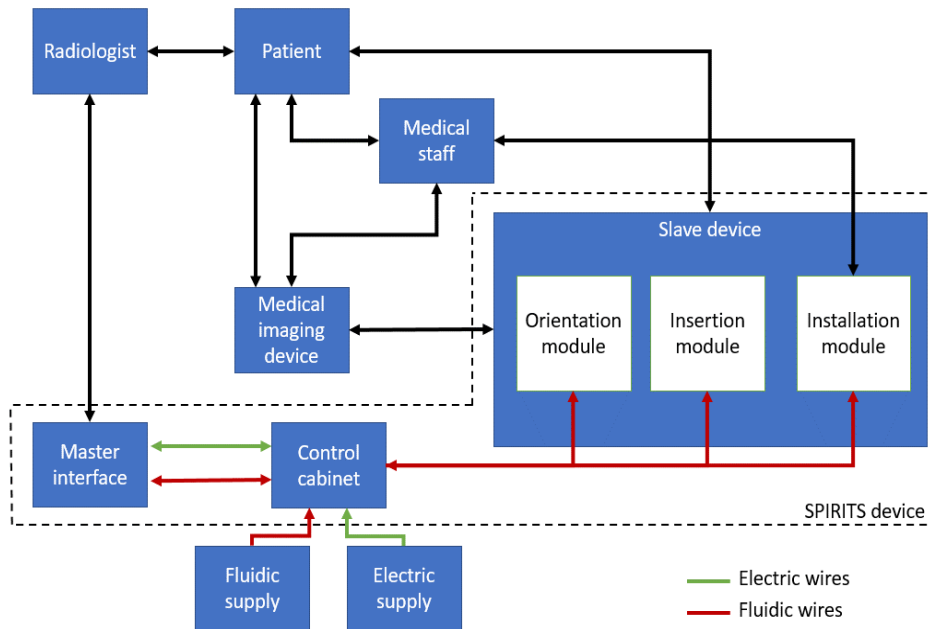 Radiologist
Patient
Medical
staff
Slave device
Medical
imaging
device
Orientation
module
Insertion
module
Installation
module
Master
interface
Control
cabinet
SPIRITS device
Fluidic
supply
Electric
supply
Electric wires
Fluidic wires